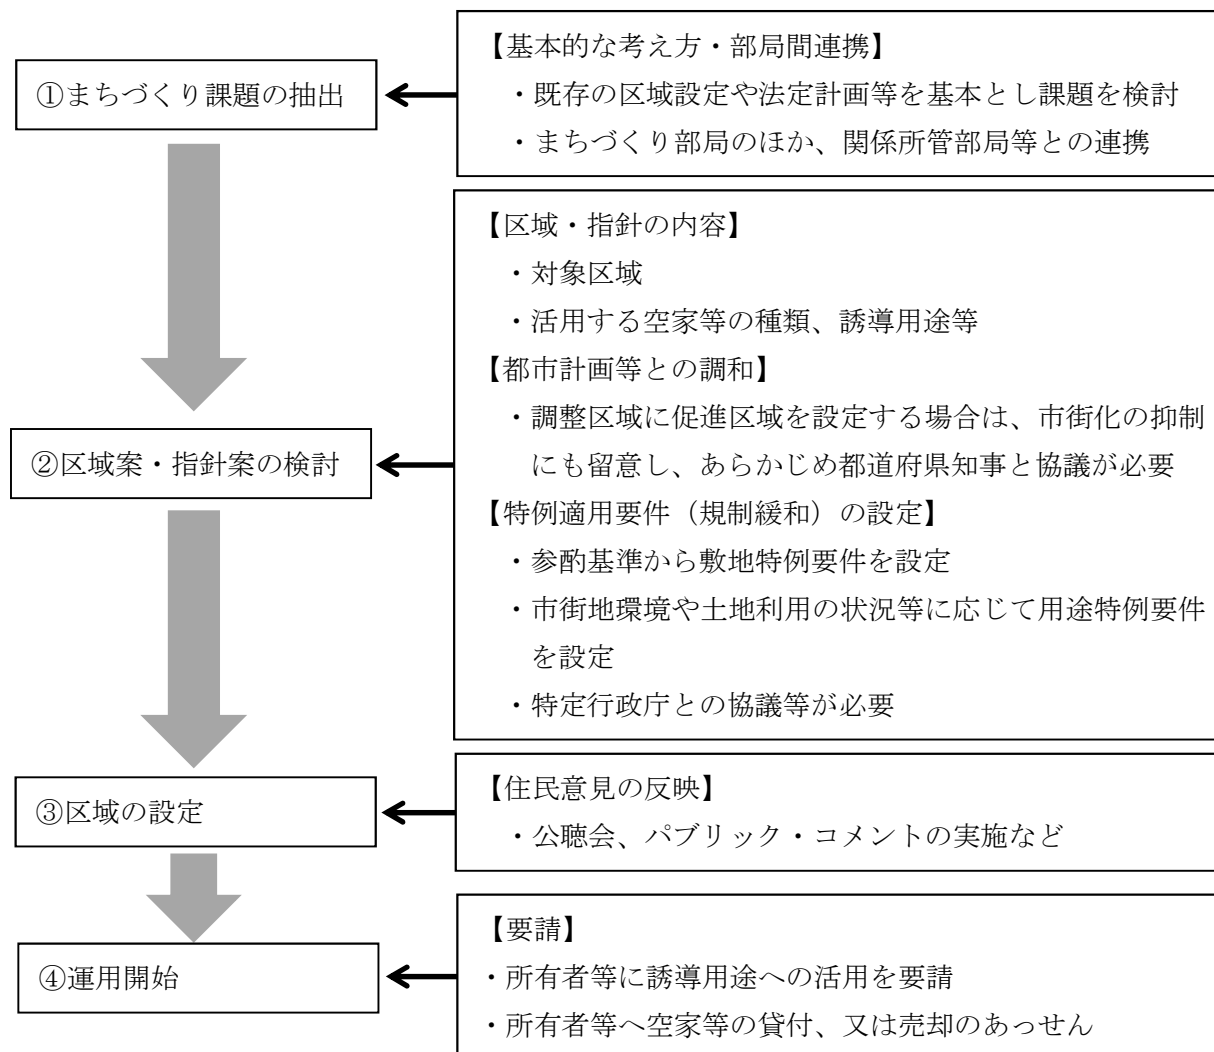 ①まちづくり課題の抽出
【基本的な考え方・部局間連携】
・既存の区域設定や法定計画等を基本とし課題を検討
・まちづくり部局のほか、関係所管部局等との連携
②区域案・指針案の検討
【区域・指針の内容】
・対象区域
・活用する空家等の種類、誘導用途等
【都市計画等との調和】
・調整区域に促進区域を設定する場合は、市街化の抑制
にも留意し、あらかじめ都道府県知事と協議が必要
【特例適用要件（規制緩和）の設定】
・参酌基準から敷地特例要件を設定
・市街地環境や土地利用の状況等に応じて用途特例要件
を設定
・特定行政庁との協議等が必要
③区域の設定
【住民意見の反映】
・公聴会、パブリック・コメントの実施など
④運用開始
【要請】
・所有者等に誘導用途への活用を要請
・所有者等へ空家等の貸付、又は売却のあっせん